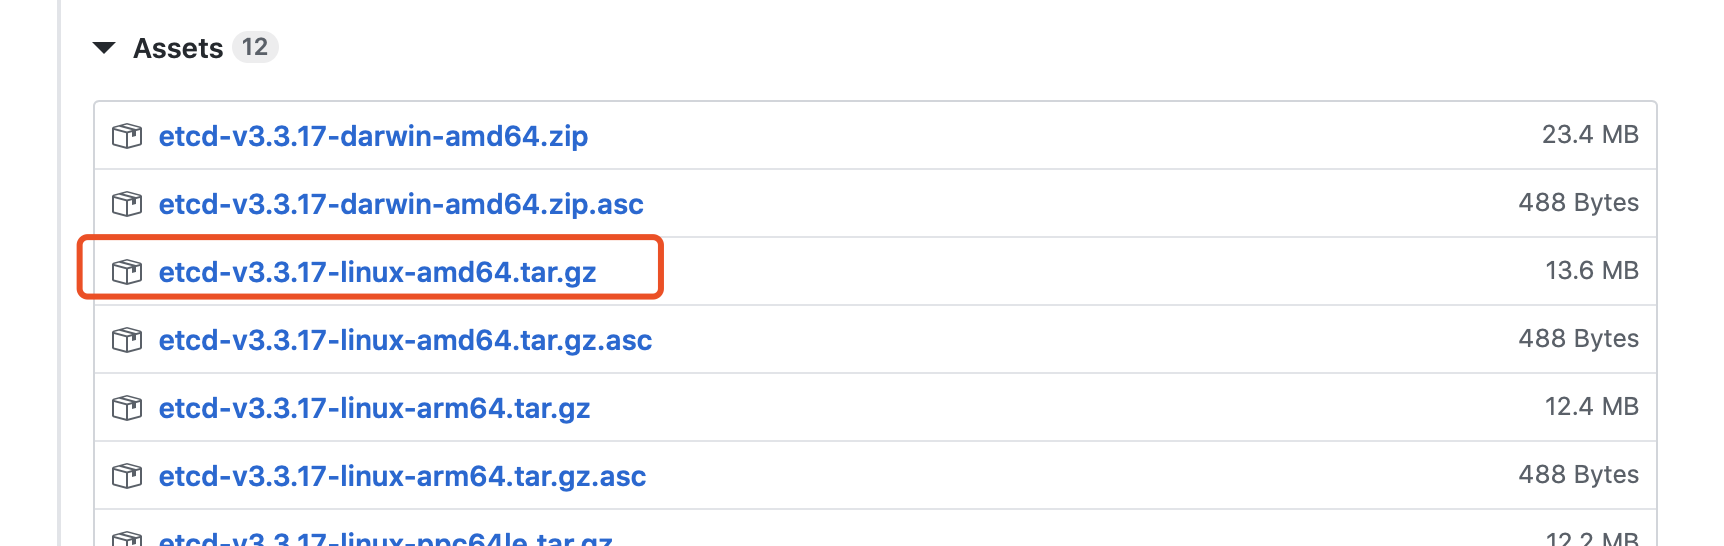 Assets 12
etcd-v3.3.17-darwin-amd64.zip 23.4 MB
etcd-v3.3.17-darwin-amd64.zip.asc 488 Bytes
etcd-v3.3.17-linux-amd64.tar.gz 13.6 MB
etcd-v3.3.17-linux-amd64.tar.gz.asc 488 Bytes
etcd-v3.3.17-linux-arm64.tar.gz 12.4 MB
etcd-v3.3.17-linux-arm64.tar.gz.asc 488 Bytes
etcd-v3.3.17-linux-ppc64le.tar.gz 12.2 MB